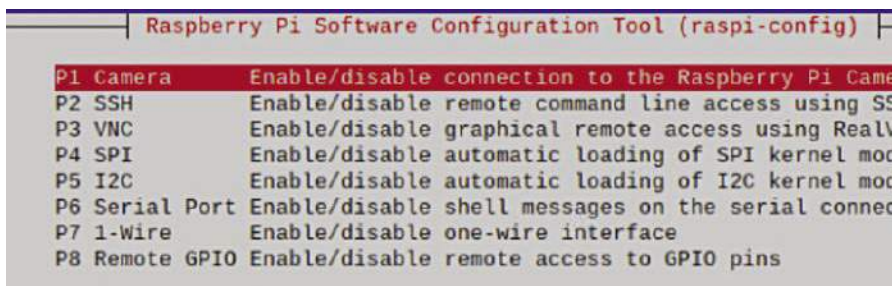 Raspberry Pi Software Configuration Tool (raspi-config)
P1 Camera Enable/disable connection to the Raspberry Pi Came
P2 SSH Enable/disable remote command line access using SS
P3 VNC Enable/disable graphical remote access using RealV
P4 SPI Enable/disable automatic loading of SPI kernel mod
P5 I2C Enable/disable automatic loading of I2C kernel mod
P6 Serial Port Enable/disable shell messages on the serial connec
P7 1-Wire Enable/disable one-wire interface
P8 Remote GPIO Enable/disable remote access to GPIO pins